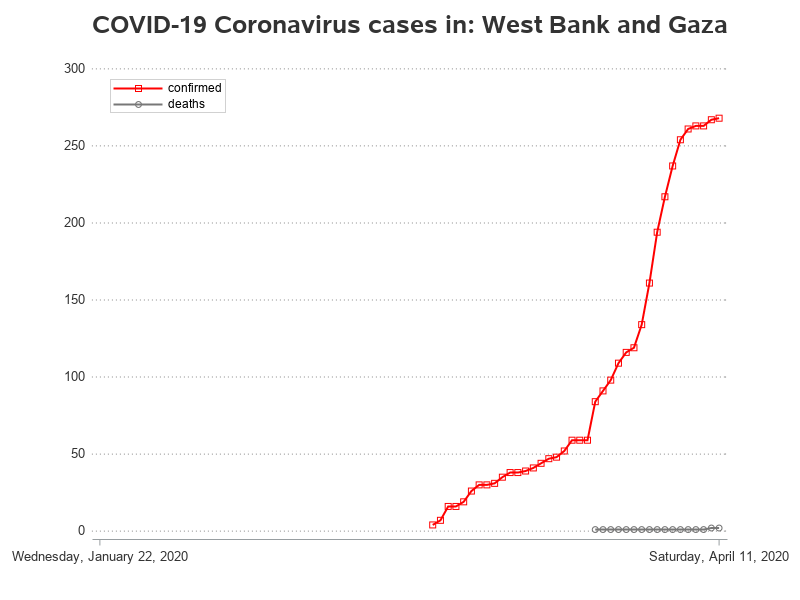 COVID-19 Coronavirus cases in: West Bank and Gaza
300
confirmed
deaths
250
200
150
100
50
0
Wednesday, January 22, 2020 Saturday, April 11, 2020